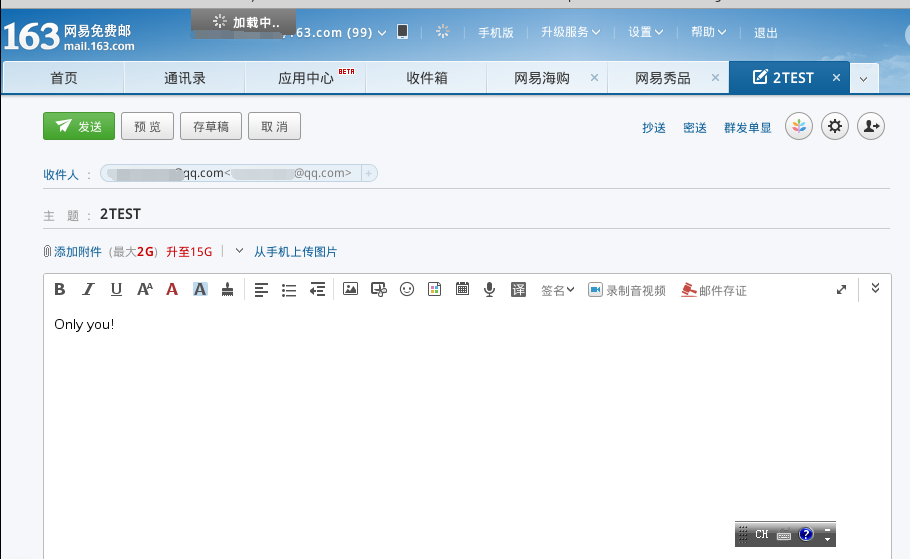 163 网易免费邮
mail.163.com
加载中..
163.com (99)
手机版 升级服务 设置 帮助 退出
首页 通讯录 应用中心 BETA 收件箱 网易海购 × 网易秀品 × 2TEST ×
发送 预 览 存草稿 取 消 抄送 密送 群发单显
收件人 : @qq.com< @qq.com> +
主 题 : 2TEST
添加附件 (最大2G) 升至15G 从手机上传图片
B I U AA A A 译 签名 录制音视频 邮件存证
Only you!
CH ?